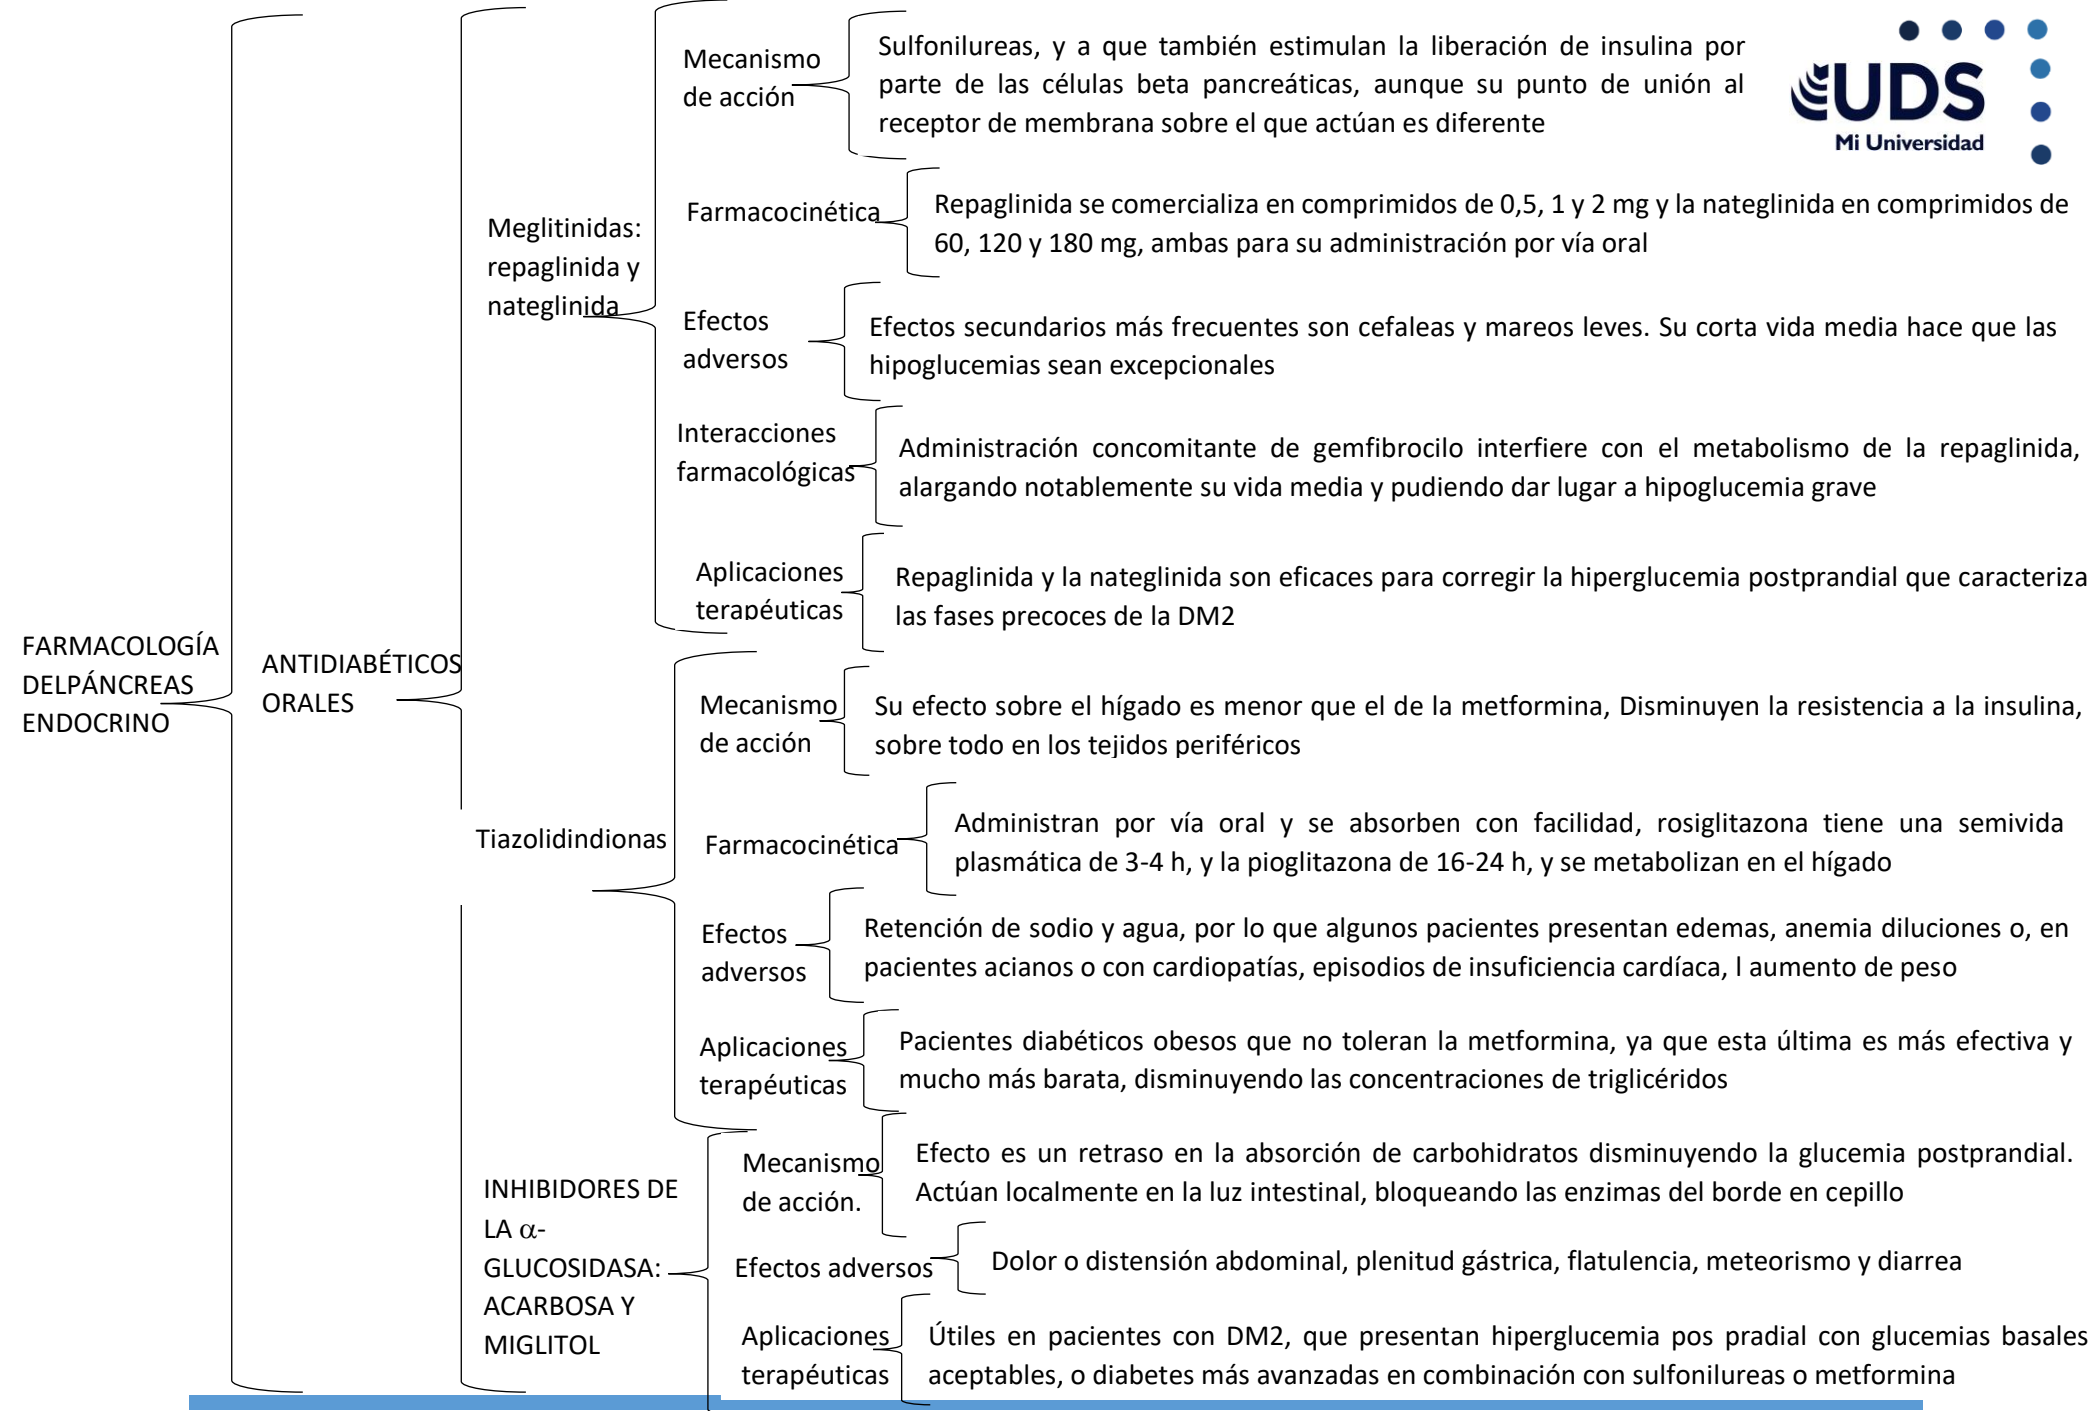 UDS
Mi Universidad
FARMACOLOGÍA
DELPÁNCREAS
ENDOCRINO
ANTIDIABÉTICOS
ORALES
Meglitinidas:
repaglinida y
nateglinida
Mecanismo
de acción
Sulfonilureas, y a que también estimulan la liberación de insulina por
parte de las células beta pancreáticas, aunque su punto de unión al
receptor de membrana sobre el que actúan es diferente
Farmacocinética
Repaglinida se comercializa en comprimidos de 0,5, 1 y 2 mg y la nateglinida en comprimidos de
60, 120 y 180 mg, ambas para su administración por vía oral
Efectos
adversos
Efectos secundarios más frecuentes son cefaleas y mareos leves. Su corta vida media hace que las
hipoglucemias sean excepcionales
Interacciones
farmacológicas
Administración concomitante de gemfibrocilo interfiere con el metabolismo de la repaglinida,
alargando notablemente su vida media y pudiendo dar lugar a hipoglucemia grave
Aplicaciones
terapéuticas
Repaglinida y la nateglinida son eficaces para corregir la hiperglucemia postprandial que caracteriza
las fases precoces de la DM2
Tiazolidindionas
Mecanismo
de acción
Su efecto sobre el hígado es menor que el de la metformina, Disminuyen la resistencia a la insulina,
sobre todo en los tejidos periféricos
Farmacocinética
Administran por vía oral y se absorben con facilidad, rosiglitazona tiene una semivida
plasmática de 3-4 h, y la pioglitazona de 16-24 h, y se metabolizan en el hígado
Efectos
adversos
Retención de sodio y agua, por lo que algunos pacientes presentan edemas, anemia diluciones o, en
pacientes acianos o con cardiopatías, episodios de insuficiencia cardíaca, l aumento de peso
Aplicaciones
terapéuticas
Pacientes diabéticos obesos que no toleran la metformina, ya que esta última es más efectiva y
mucho más barata, disminuyendo las concentraciones de triglicéridos
INHIBIDORES DE
LA α-
GLUCOSIDASA:
ACARBOSA Y
MIGLITOL
Mecanismo
de acción.
Efecto es un retraso en la absorción de carbohidratos disminuyendo la glucemia postprandial.
Actúan localmente en la luz intestinal, bloqueando las enzimas del borde en cepillo
Efectos adversos
Dolor o distensión abdominal, plenitud gástrica, flatulencia, meteorismo y diarrea
Aplicaciones
terapéuticas
Útiles en pacientes con DM2, que presentan hiperglucemia pos pradial con glucemias basales
aceptables, o diabetes más avanzadas en combinación con sulfonilureas o metformina